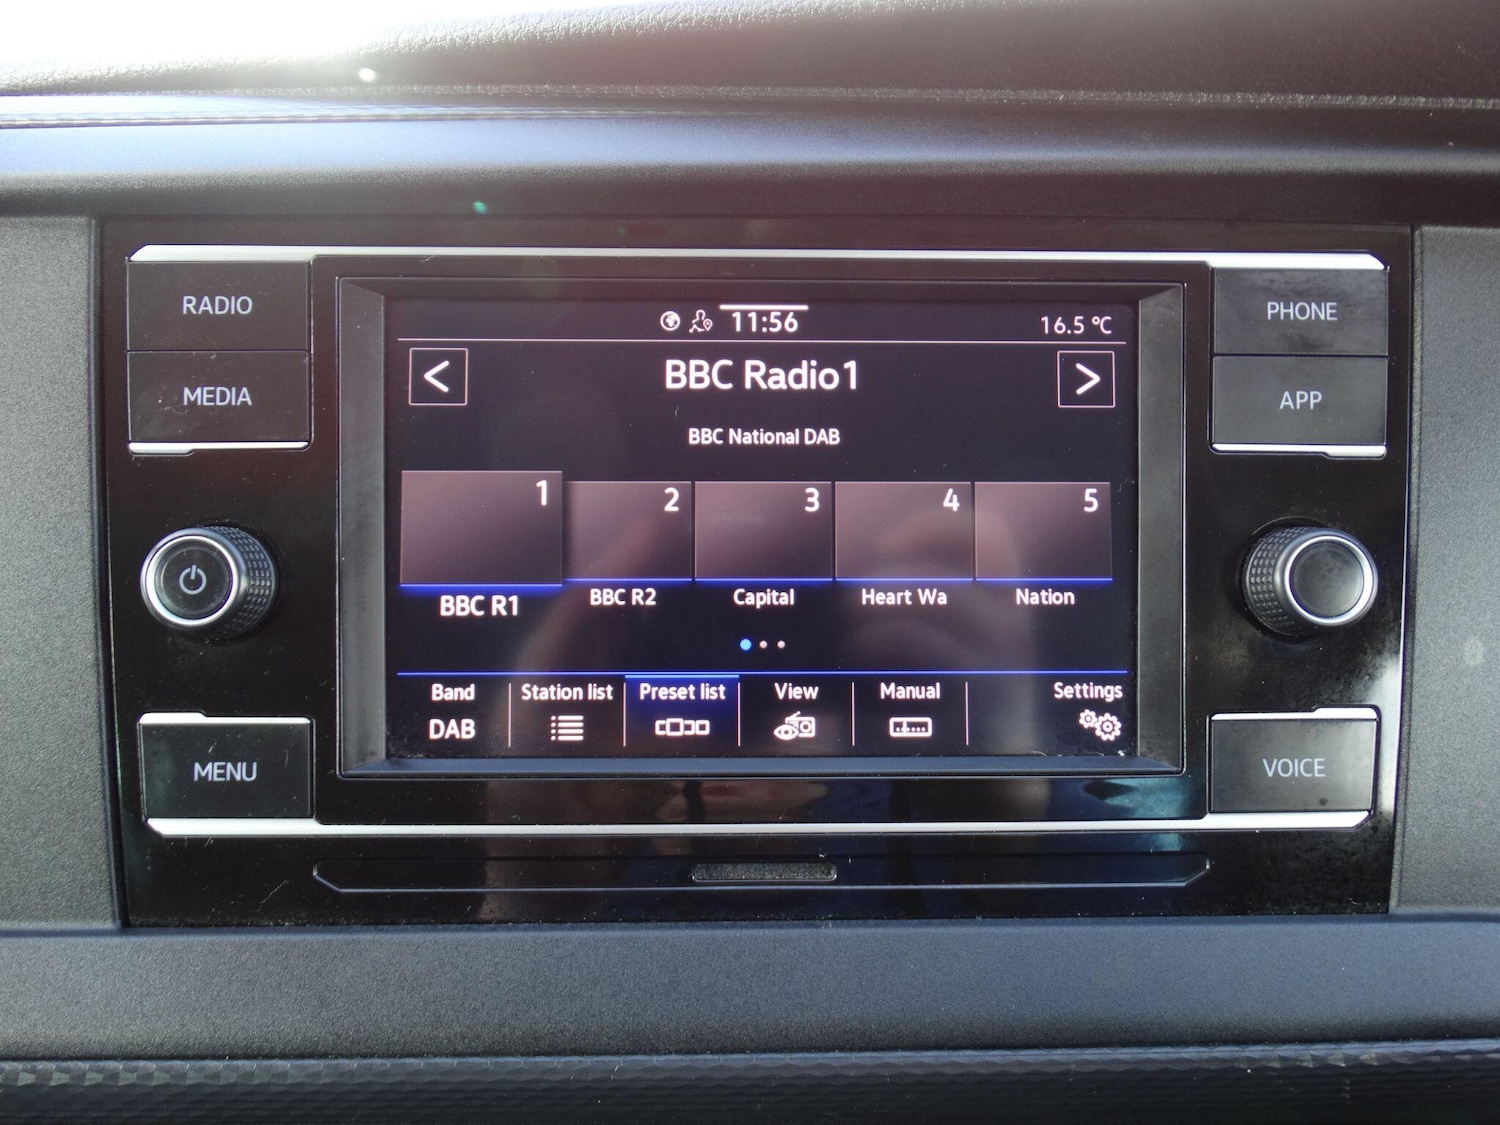 RADIO
MEDIA
MENU
11:56
16.5 °C
<
BBC Radio1
>
BBC National DAB
1
2
3
4
5
BBC R1
BBC R2
Capital
Heart Wa
Nation
Band
Station list
Preset list
View
Manual
Settings
DAB
PHONE
APP
VOICE